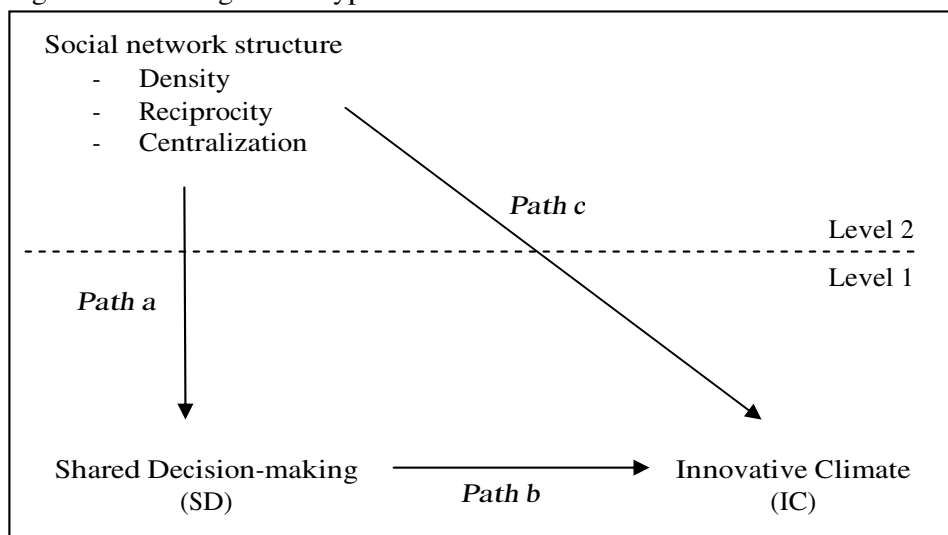 Social network structure
- Density
- Reciprocity
- Centralization
Path c
Level 2
Level 1
Path a
Shared Decision-making
(SD)
Path b
Innovative Climate
(IC)